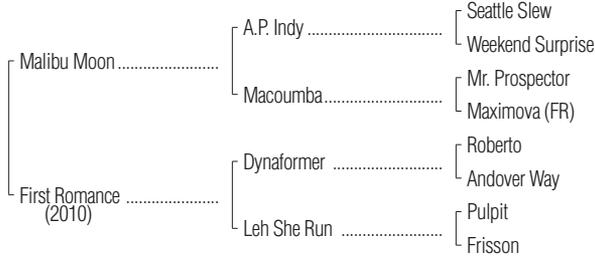 Seattle Slew
A.P. Indy
Weekend Surprise
Malibu Moon
Mr. Prospector
Macoumba
Maximova (FR)
Roberto
Dynaformer
Andover Way
First Romance
(2010)
Pulpit
Leh She Run
Frisson